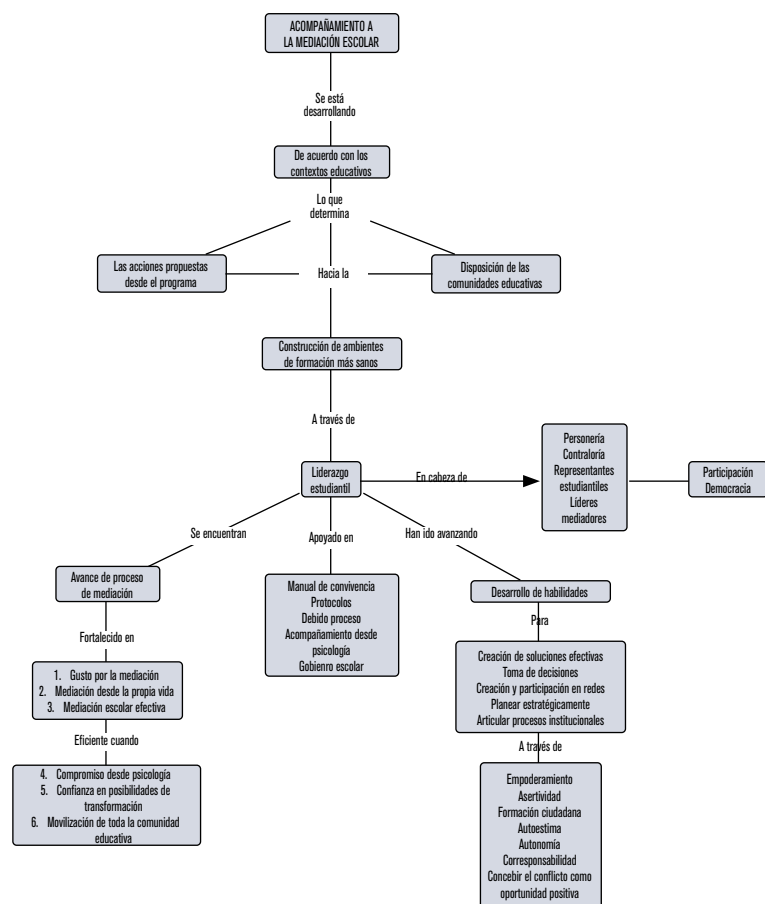 ACOMPAÑAMIENTO A
LA MEDIACIÓN ESCOLAR
Se está
desarrollando
De acuerdo con los
contextos educativos
Lo que
determina
Las acciones propuestas
desde el programa
Hacia la
Disposición de las
comunidades educativas
Construcción de ambientes
de formación más sanos
A través de
Liderazgo
estudiantil
En cabeza de
Personería
Contraloría
Representantes
estudiantiles
Líderes
mediadores
Participación
Democracia
Se encuentran
Apoyado en
Han ido avanzando
Avance de proceso
de mediación
Fortalecido en
1. Gusto por la mediación
2. Mediación desde la propia vida
3. Mediación escolar efectiva
Eficiente cuando
4. Compromiso desde psicología
5. Confianza en posibilidades de
transformación
6. Movilización de toda la comunidad
educativa
Manual de convivencia
Protocolos
Debido proceso
Acompañamiento desde
psicología
Gobienro escolar
Desarrollo de habilidades
Para
Creación de soluciones efectivas
Toma de decisiones
Creación y participación en redes
Planear estratégicamente
Articular procesos institucionales
A través de
Empoderamiento
Asertividad
Formación ciudadana
Autoestima
Autonomía
Corresponsabilidad
Concebir el conflicto como
oportunidad positiva